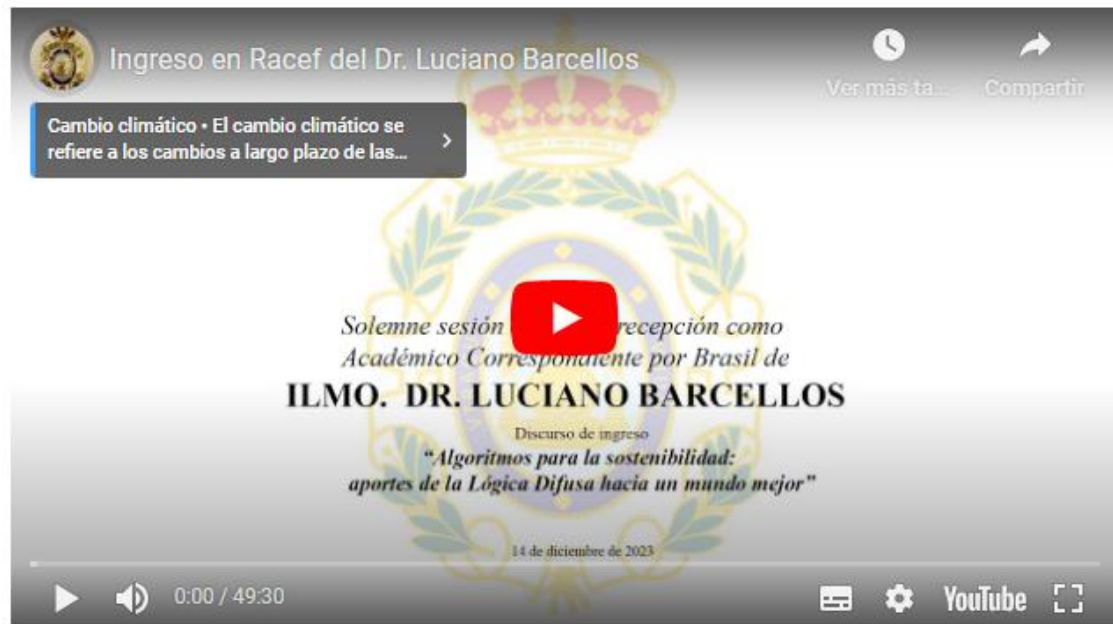 Ingreso en Racef del Dr. Luciano Barcellos
Ver más ta...
Compartir
Cambio climático • El cambio climático se
refiere a los cambios a largo plazo de las...
Solemne sesión recepción como
Académico Correspondiente por Brasil de
ILMO. DR. LUCIANO BARCELLOS
Discurso de ingreso
“Algoritmos para la sostenibilidad:
aportes de la Lógica Difusa hacia un mundo mejor”
14 de diciembre de 2023
0:00 / 49:30
YouTube